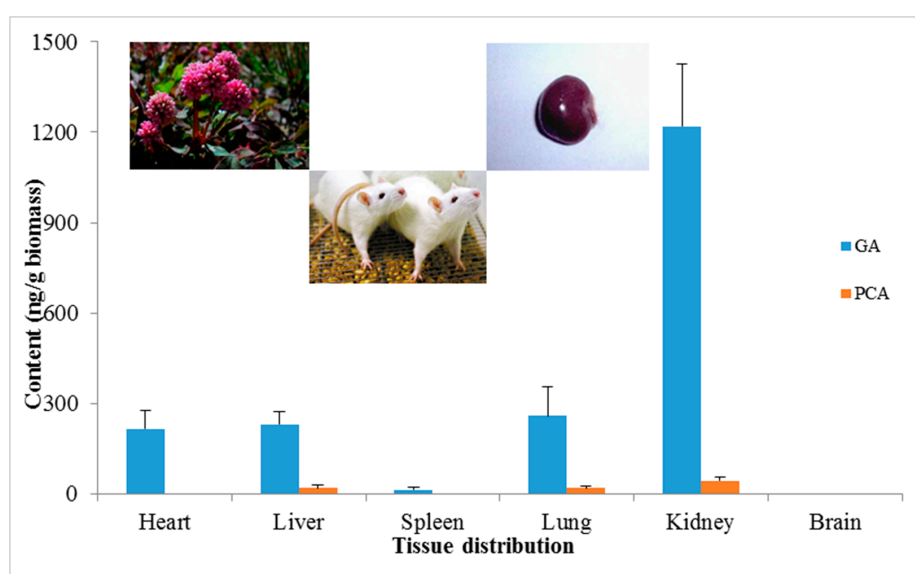 1500
1200
900
600
300
0
Content (ng/g biomass)
GA
PCA
Heart Liver Spleen Lung Kidney Brain
Tissue distribution